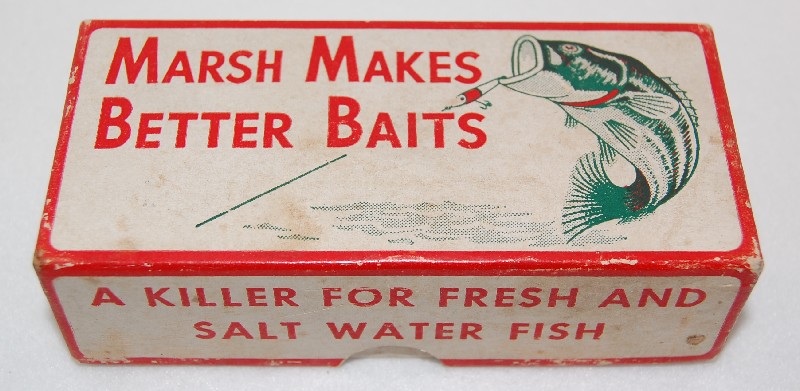 MARSH MAKES
BETTER BAITS
A KILLER FOR FRESH AND
SALT WATER FISH